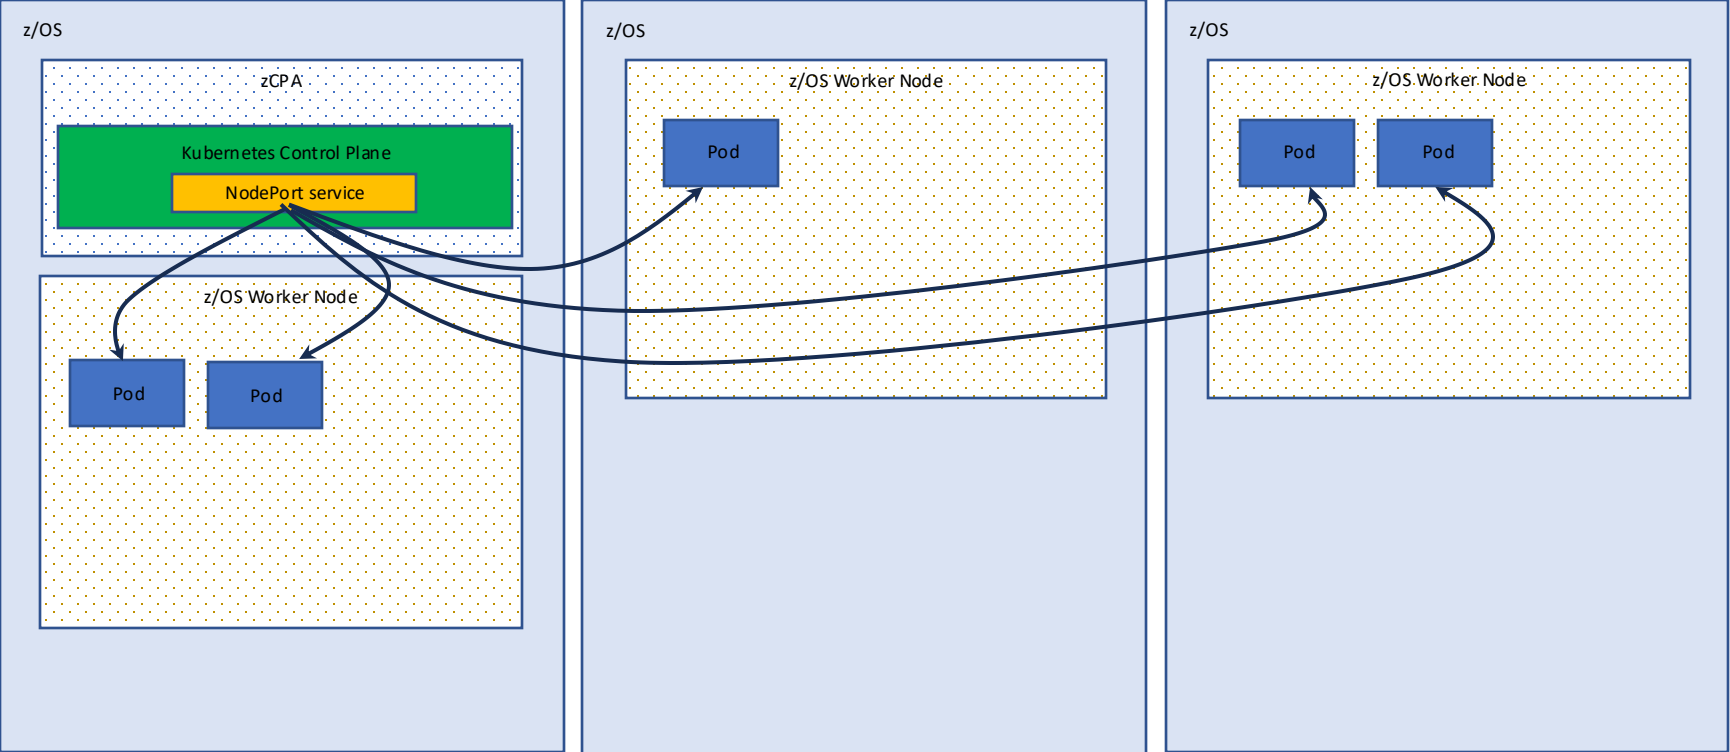 z/OS
zCPA
Kubernetes Control Plane
NodePort service
z/OS Worker Node
Pod
Pod
z/OS
z/OS Worker Node
Pod
z/OS
z/OS Worker Node
Pod
Pod